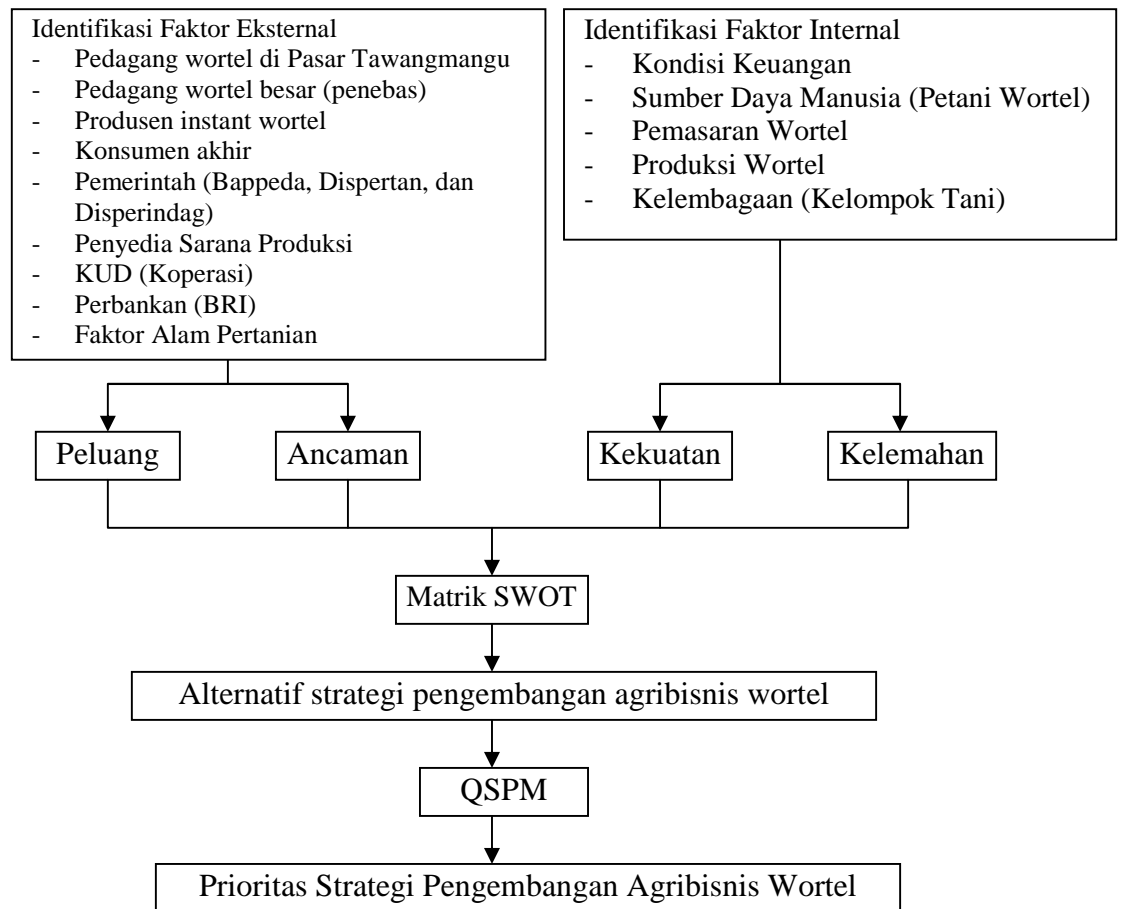 Identifikasi Faktor Eksternal
- Pedagang wortel di Pasar Tawangmangu
- Pedagang wortel besar (penebas)
- Produsen instant wortel
- Konsumen akhir
- Pemerintah (Bappeda, Dispertan, dan
Disperindag)
- Penyedia Sarana Produksi
- KUD (Koperasi)
- Perbankan (BRI)
- Faktor Alam Pertanian
Identifikasi Faktor Internal
- Kondisi Keuangan
- Sumber Daya Manusia (Petani Wortel)
- Pemasaran Wortel
- Produksi Wortel
- Kelembagaan (Kelompok Tani)
Peluang
Ancaman
Kekuatan
Kelemahan
Matrik SWOT
Alternatif strategi pengembangan agribisnis wortel
QSPM
Prioritas Strategi Pengembangan Agribisnis Wortel